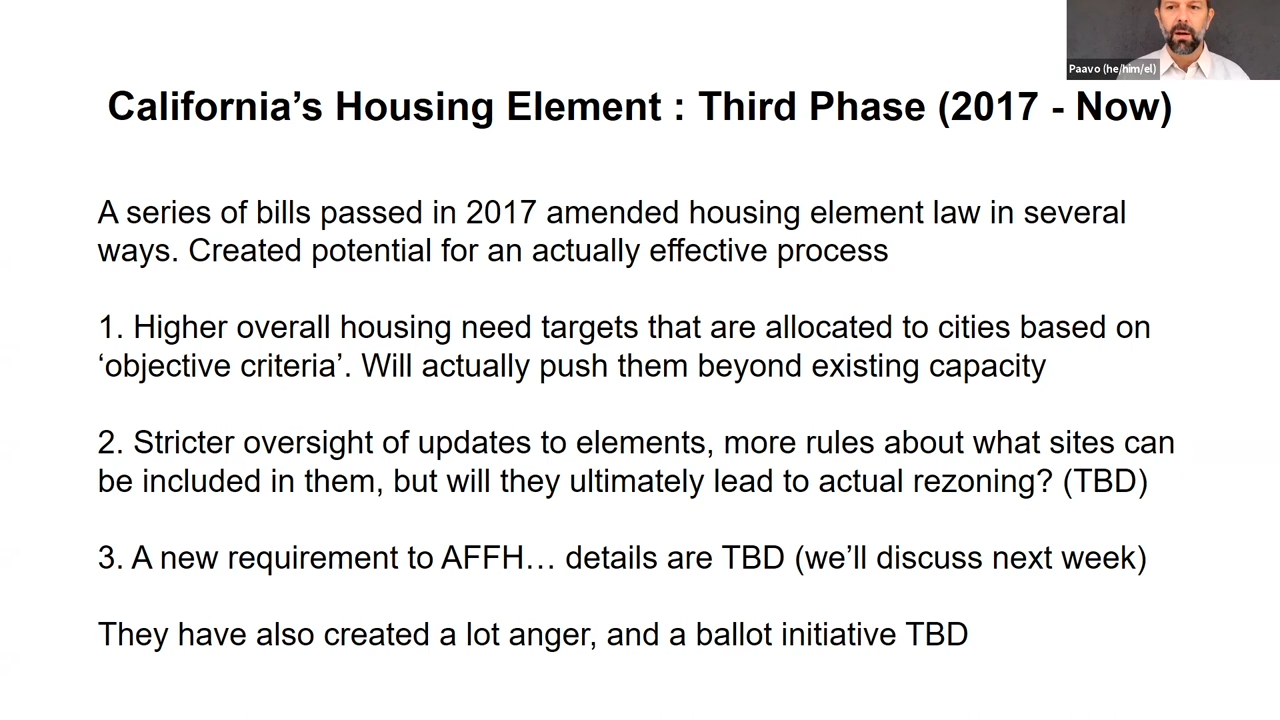 Paavo (he/him/el)
California’s Housing Element : Third Phase (2017 - Now)
A series of bills passed in 2017 amended housing element law in several
ways. Created potential for an actually effective process
1. Higher overall housing need targets that are allocated to cities based on
‘objective criteria’. Will actually push them beyond existing capacity
2. Stricter oversight of updates to elements, more rules about what sites can
be included in them, but will they ultimately lead to actual rezoning? (TBD)
3. A new requirement to AFFH… details are TBD (we’ll discuss next week)
They have also created a lot anger, and a ballot initiative TBD